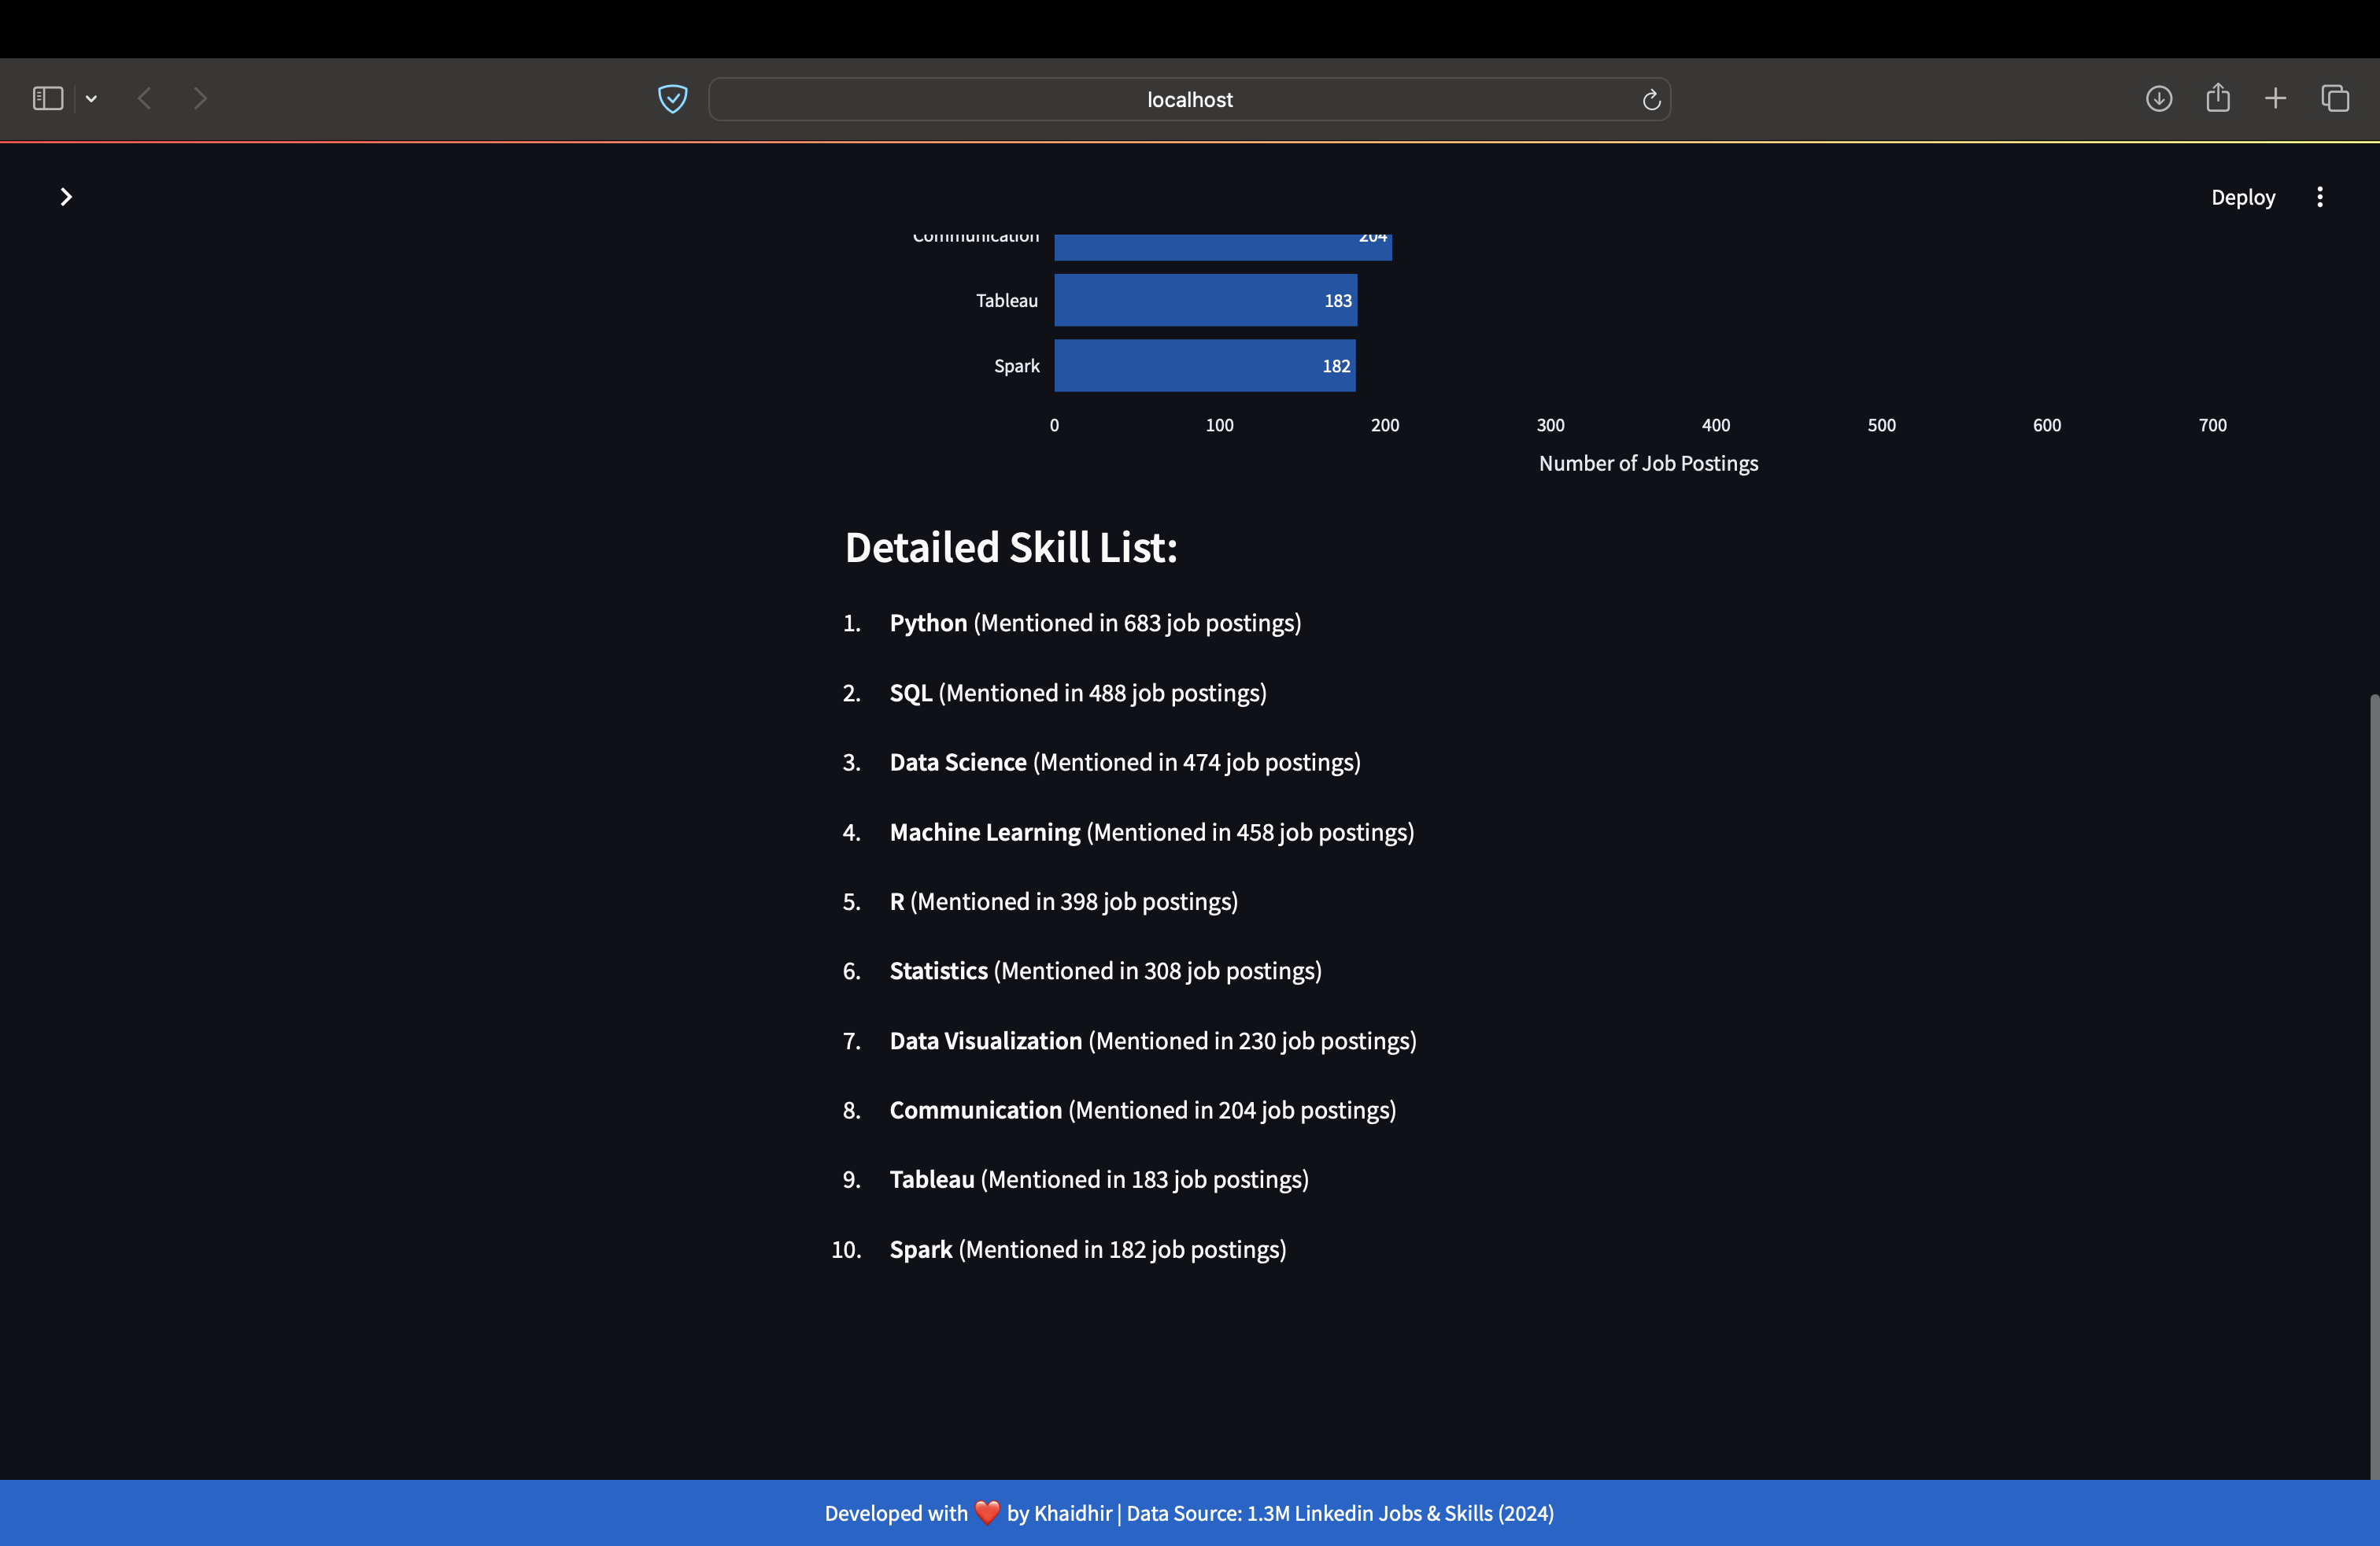 localhost
Deploy
Communication 204
Tableau 183
Spark 182
0 100 200 300 400 500 600 700
Number of Job Postings
Detailed Skill List:
1. Python (Mentioned in 683 job postings)
2. SQL (Mentioned in 488 job postings)
3. Data Science (Mentioned in 474 job postings)
4. Machine Learning (Mentioned in 458 job postings)
5. R (Mentioned in 398 job postings)
6. Statistics (Mentioned in 308 job postings)
7. Data Visualization (Mentioned in 230 job postings)
8. Communication (Mentioned in 204 job postings)
9. Tableau (Mentioned in 183 job postings)
10. Spark (Mentioned in 182 job postings)
Developed with ❤️ by Khaidhir | Data Source: 1.3M Linkedin Jobs & Skills (2024)